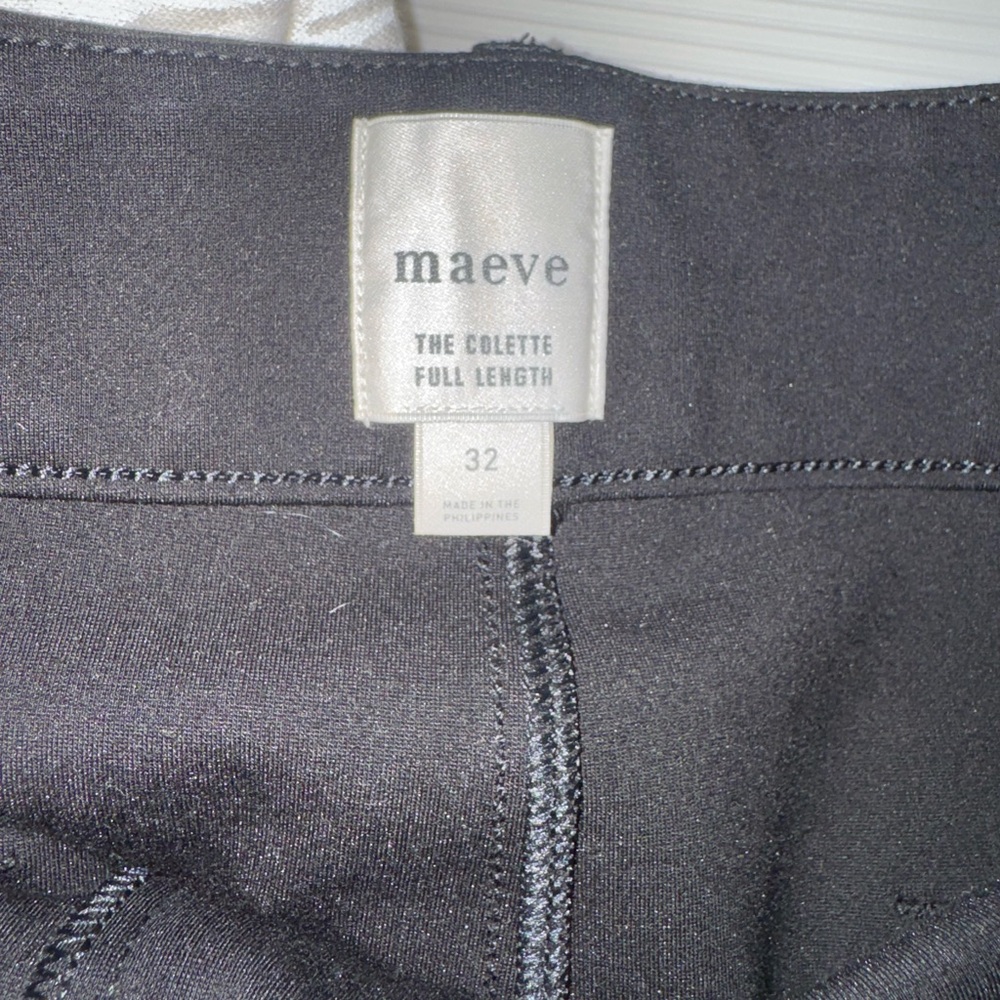 maeve
THE COLETTE
FULL LENGTH
32
MADE IN THE
PHILIPPINES